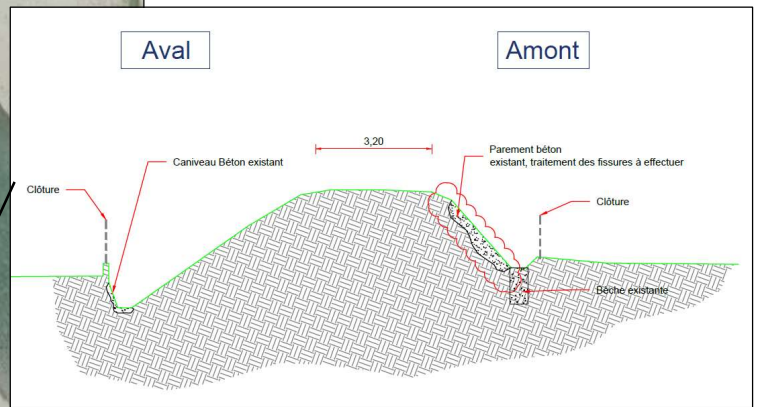 Aval
Amont
3,20
Parement béton
existant, traitement des fissures à effectuer
Caniveau Béton existant
Clôture
Clôture
Bêche existante